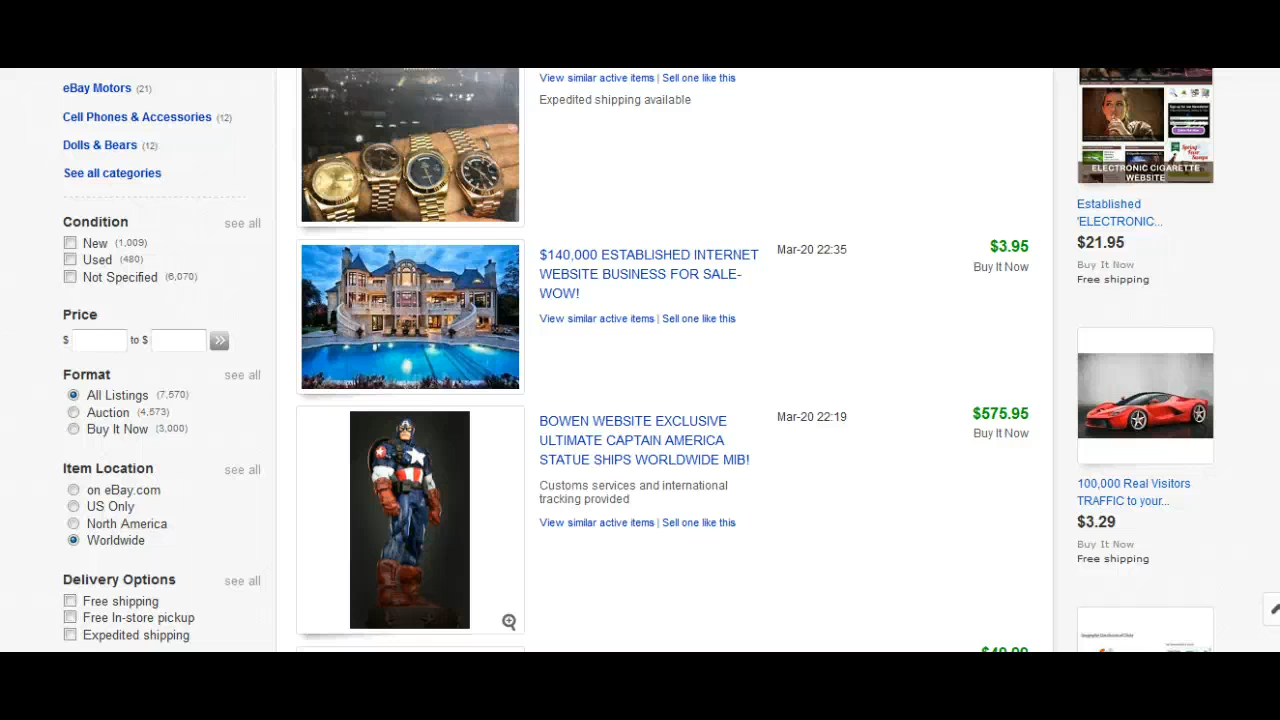 eBay Motors (21)
Cell Phones & Accessories (12)
Dolls & Bears (12)
See all categories
Condition see all
New (1,009)
Used (480)
Not Specified (6,070)
Price
$ to $
Format see all
All Listings (7,570)
Auction (4,573)
Buy It Now (3,000)
Item Location see all
on eBay.com
US Only
North America
Worldwide
Delivery Options see all
Free shipping
Free In-store pickup
Expedited shipping
View similar active items | Sell one like this
Expedited shipping available
$140,000 ESTABLISHED INTERNET
WEBSITE BUSINESS FOR SALE-
WOW!
View similar active items | Sell one like this
Mar-20 22:35
$3.95
Buy It Now
BOWEN WEBSITE EXCLUSIVE
ULTIMATE CAPTAIN AMERICA
STATUE SHIPS WORLDWIDE MIB!
Customs services and international
tracking provided
View similar active items | Sell one like this
Mar-20 22:19
$575.95
Buy It Now
ELECTRONIC CIGARETTE
WEBSITE
Established
'ELECTRONIC...
$21.95
Buy It Now
Free shipping
100,000 Real Visitors
TRAFFIC to your...
$3.29
Buy It Now
Free shipping